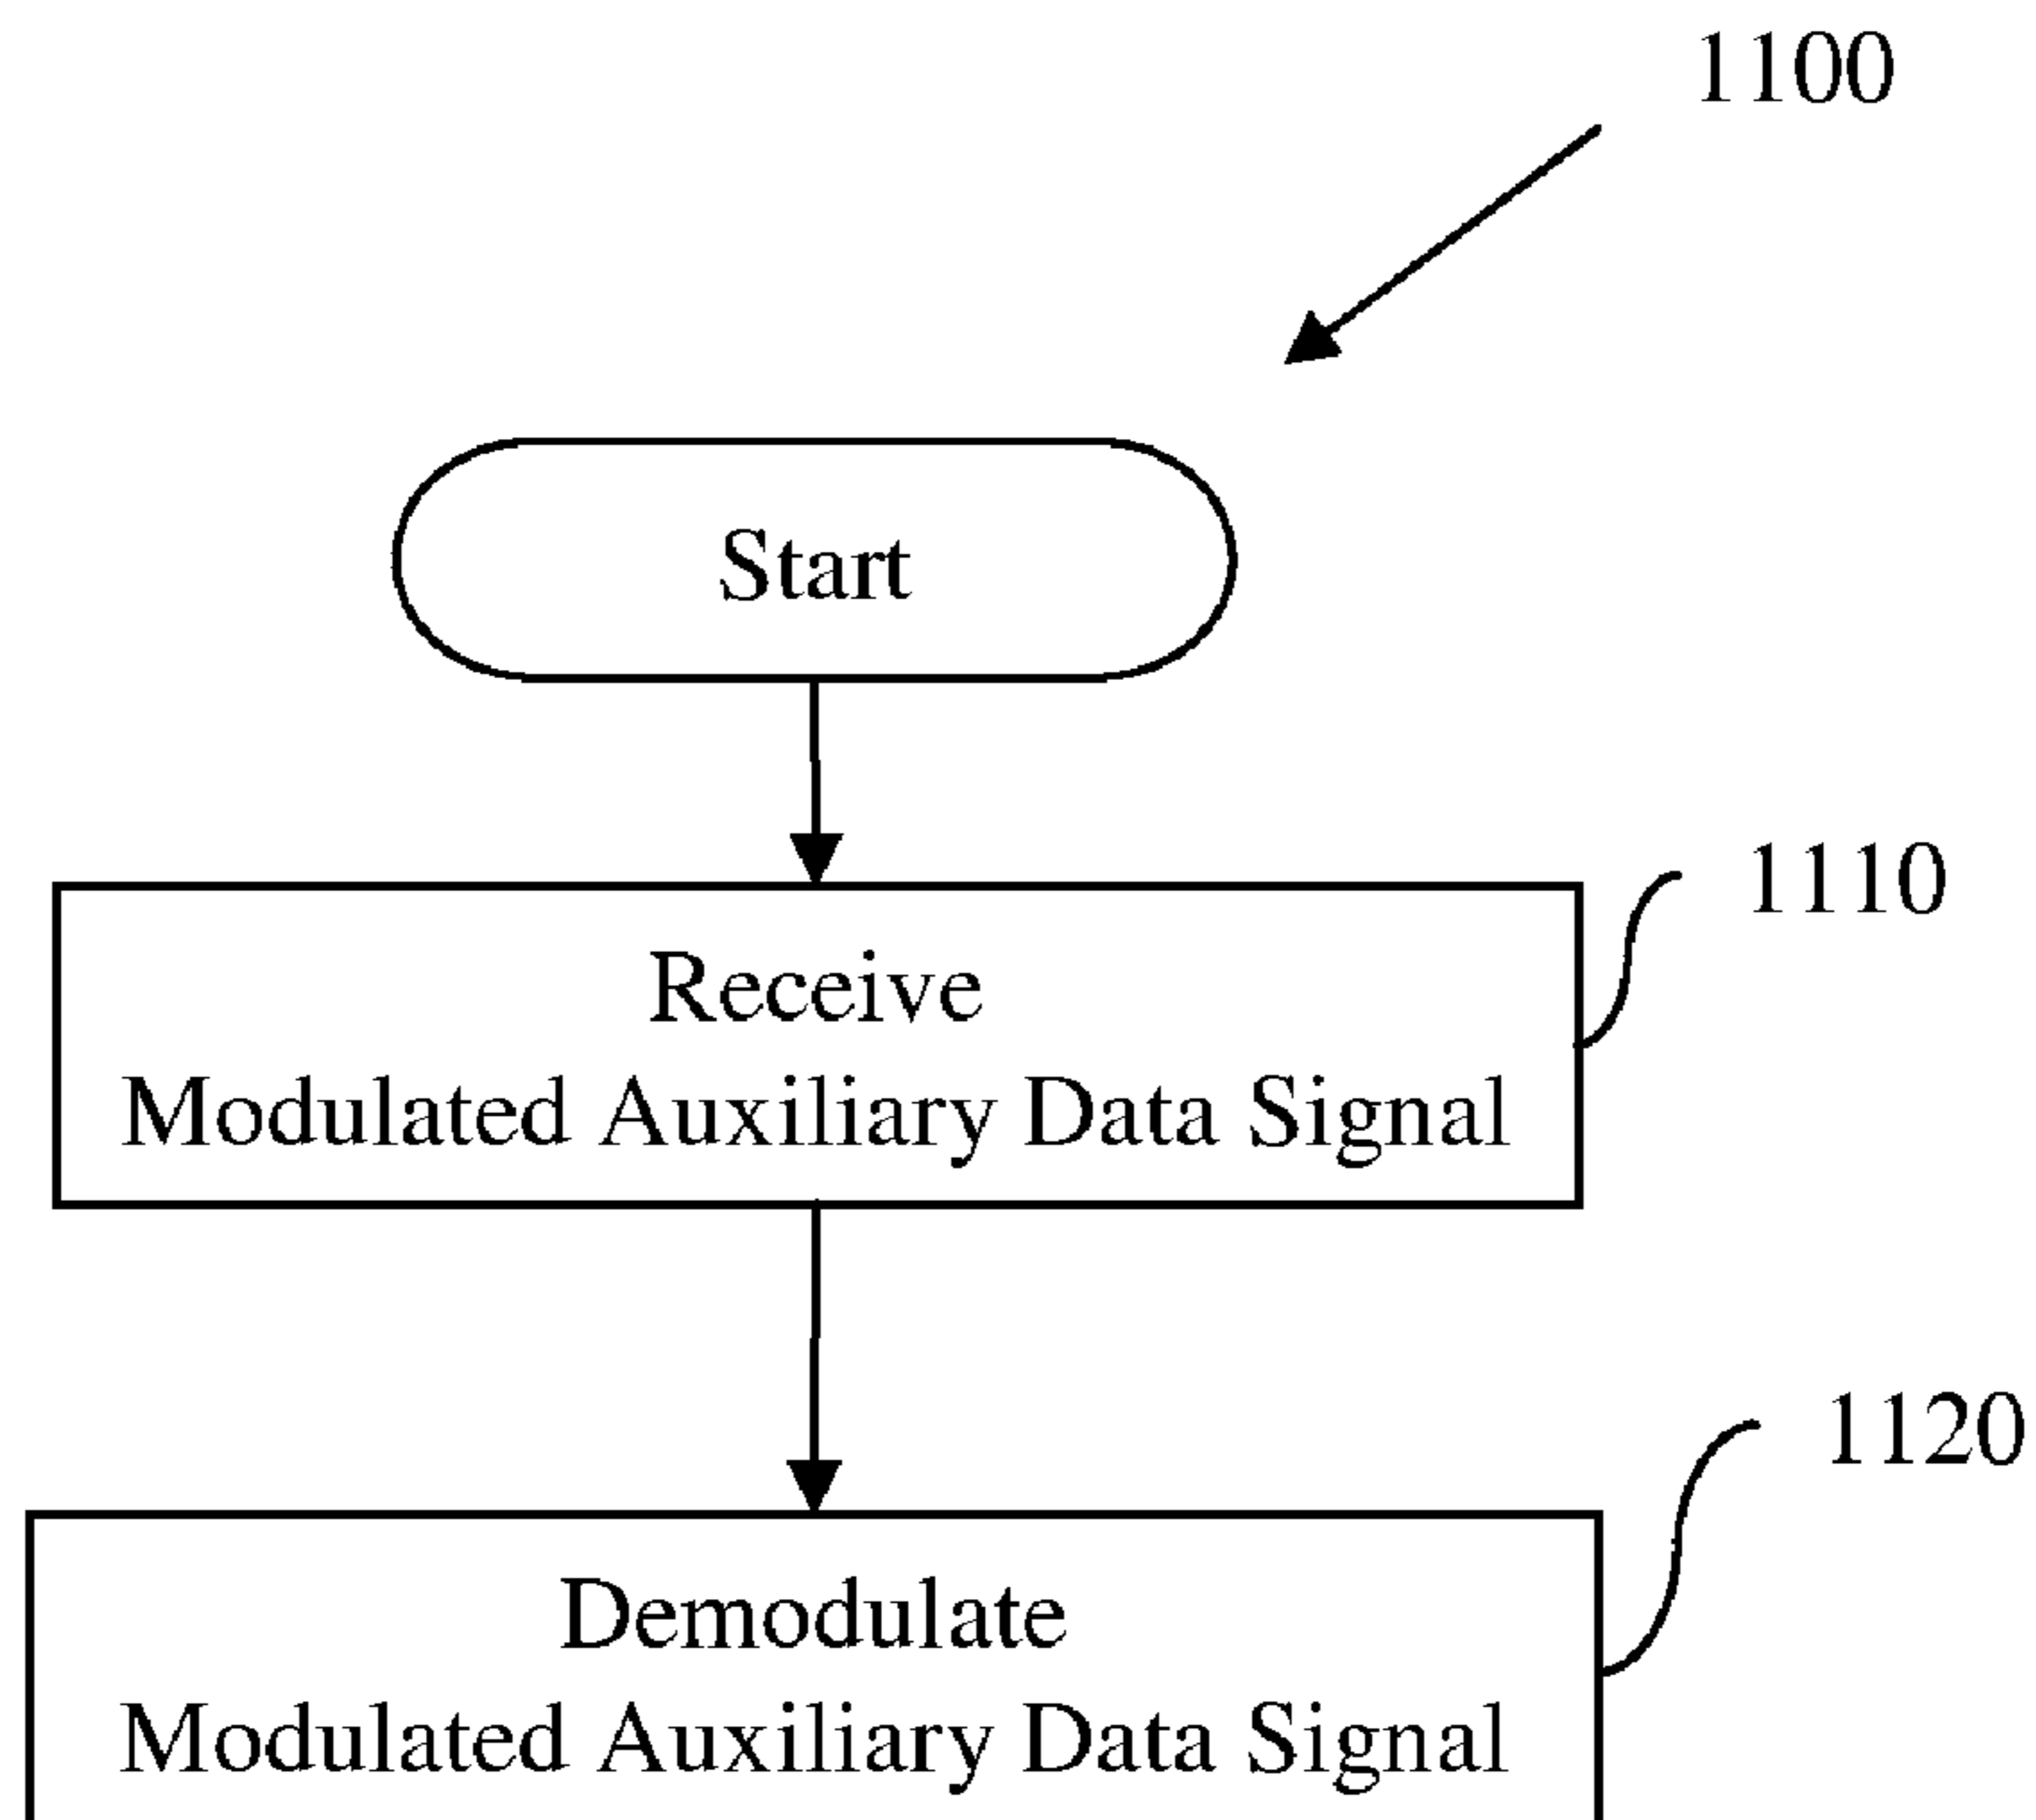 1100
Start
1110
Receive
Modulated Auxiliary Data Signal
1120
Demodulate
Modulated Auxiliary Data Signal